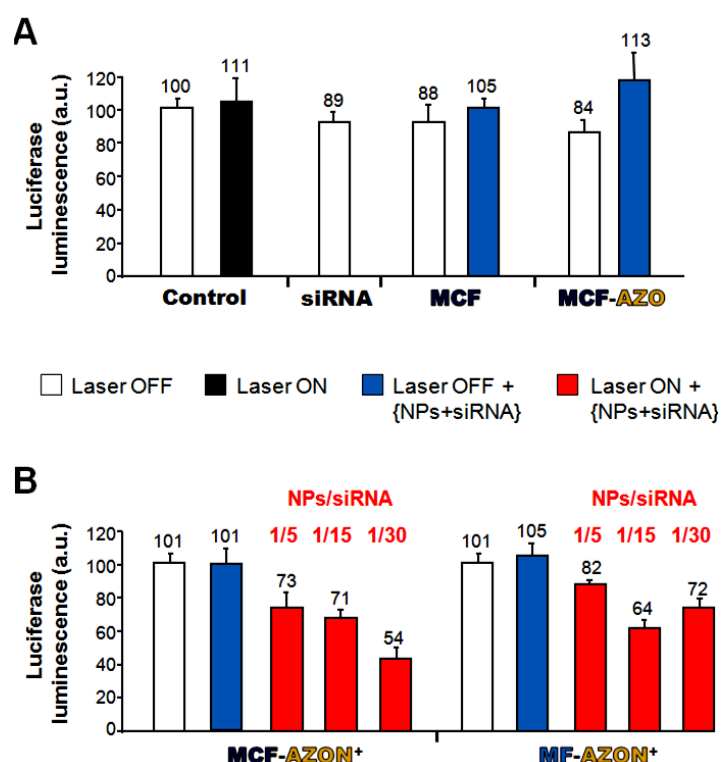 A
Luciferase
luminescence (a.u.)
120
100
80
60
40
20
0
100
111
89
88
105
84
113
Control
siRNA
MCF
MCF-AZO
Laser OFF
Laser ON
Laser OFF +
{NPs+siRNA}
Laser ON +
{NPs+siRNA}
B
NPs/siRNA
NPs/siRNA
1/5 1/15 1/30
1/5 1/15 1/30
Luciferase
luminescence (a.u.)
120
100
80
60
40
20
0
101
101
73
71
54
101
105
82
64
72
MCF-AZON⁺
MF-AZON⁺